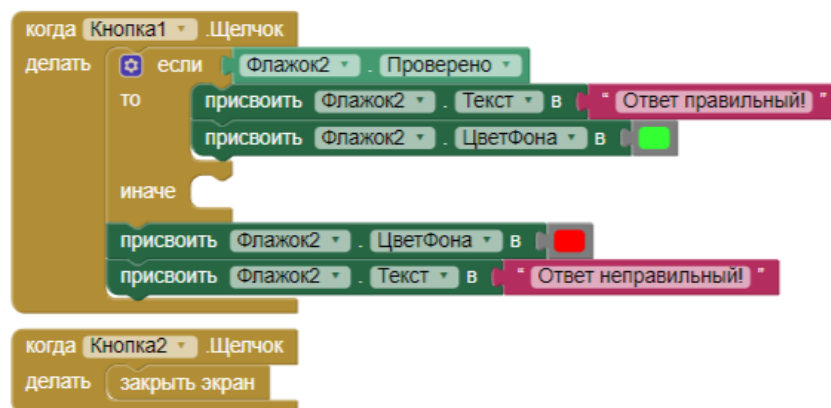 когда Кнопка1 .Щелчок
делать если Флажок2 . Проверено
то присвоить Флажок2 . Текст в " Ответ правильный! "
присвоить Флажок2 . ЦветФона в
иначе
присвоить Флажок2 . ЦветФона в
присвоить Флажок2 . Текст в " Ответ неправильный! "
когда Кнопка2 .Щелчок
делать закрыть экран